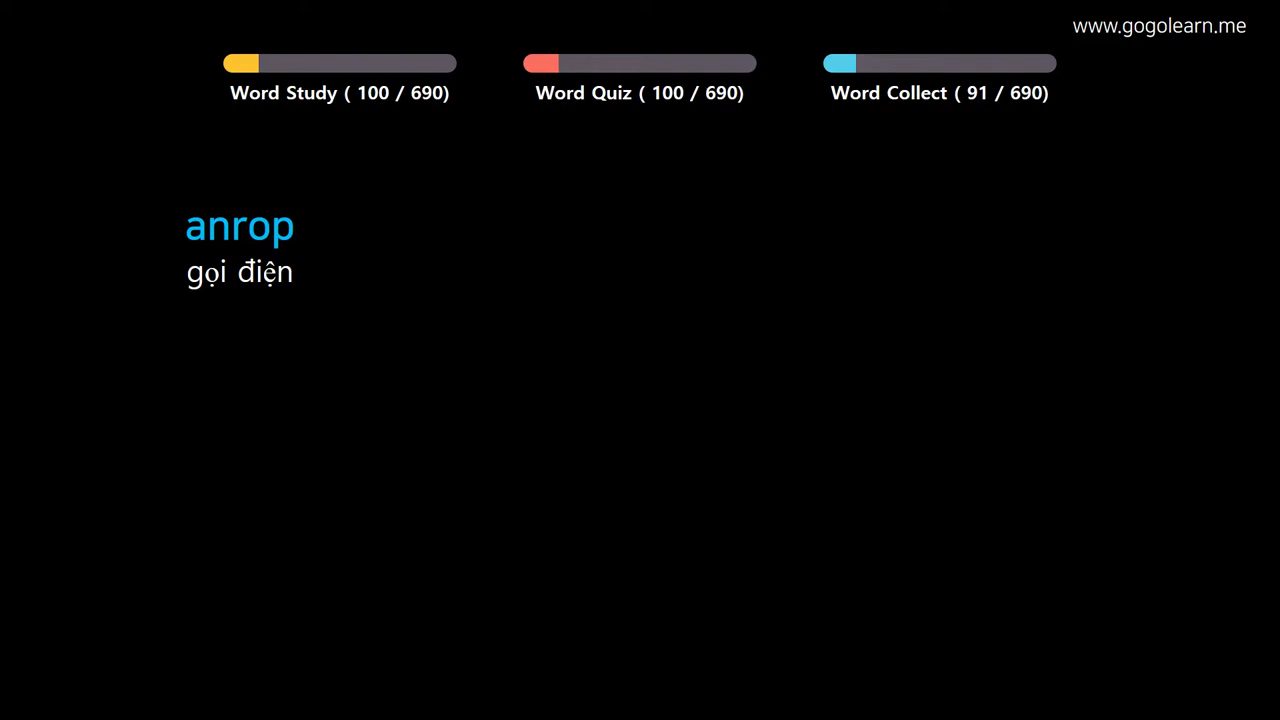 www.gogolearn.me
Word Study ( 100 / 690)
Word Quiz ( 100 / 690)
Word Collect ( 91 / 690)
anrop
gọi điện